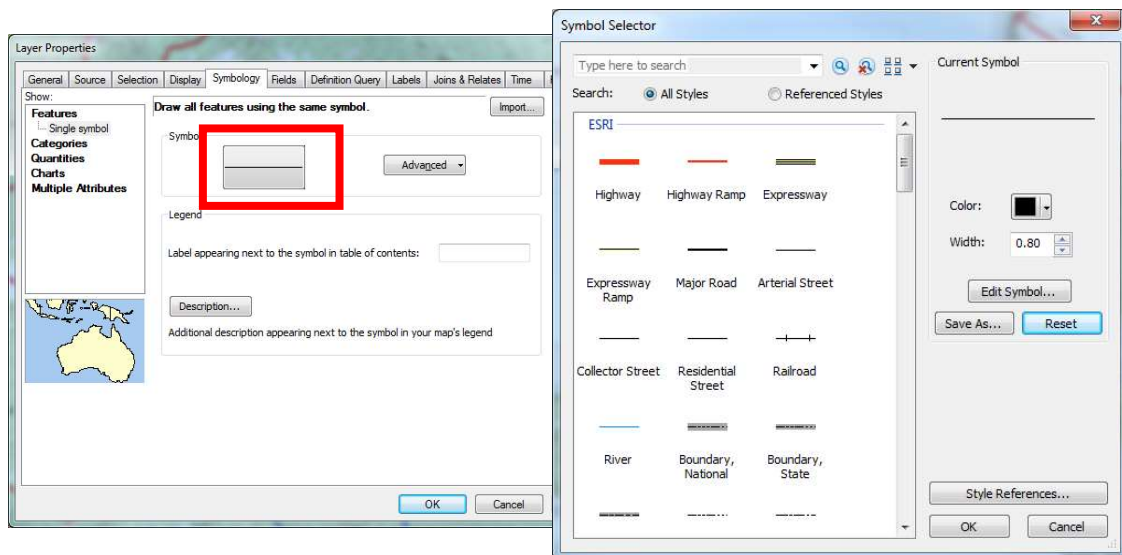 Layer Properties
General Source Selection Display Symbology Fields Definition Query Labels Joins & Relates Time
Show:
Features
Single symbol
Categories
Quantities
Charts
Multiple Attributes
Draw all features using the same symbol.
Import...
Symbo
Advanced
Legend
Label appearing next to the symbol in table of contents:
Description...
Additional description appearing next to the symbol in your map's legend
OK Cancel
Symbol Selector
Type here to search
Search: All Styles Referenced Styles
ESRI
Highway Highway Ramp Expressway
Expressway Ramp Major Road Arterial Street
Collector Street Residential Street Railroad
River Boundary, National Boundary, State
Current Symbol
Color:
Width: 0.80
Edit Symbol...
Save As... Reset
Style References...
OK Cancel